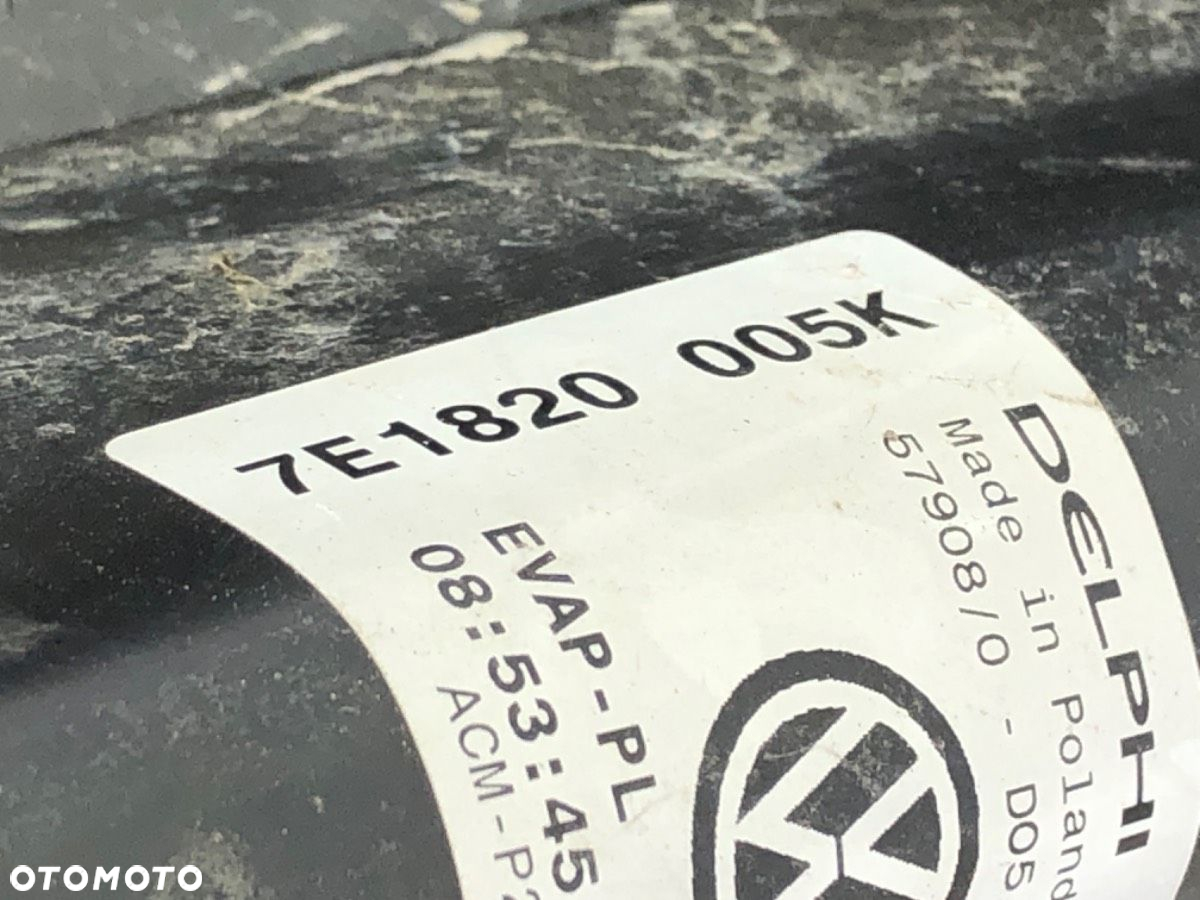 7E1820 005K
DELPHI
Made in Poland
57908/0 - D05
EVAP-PL
08:53:45
ACM-P
OTOMOTO